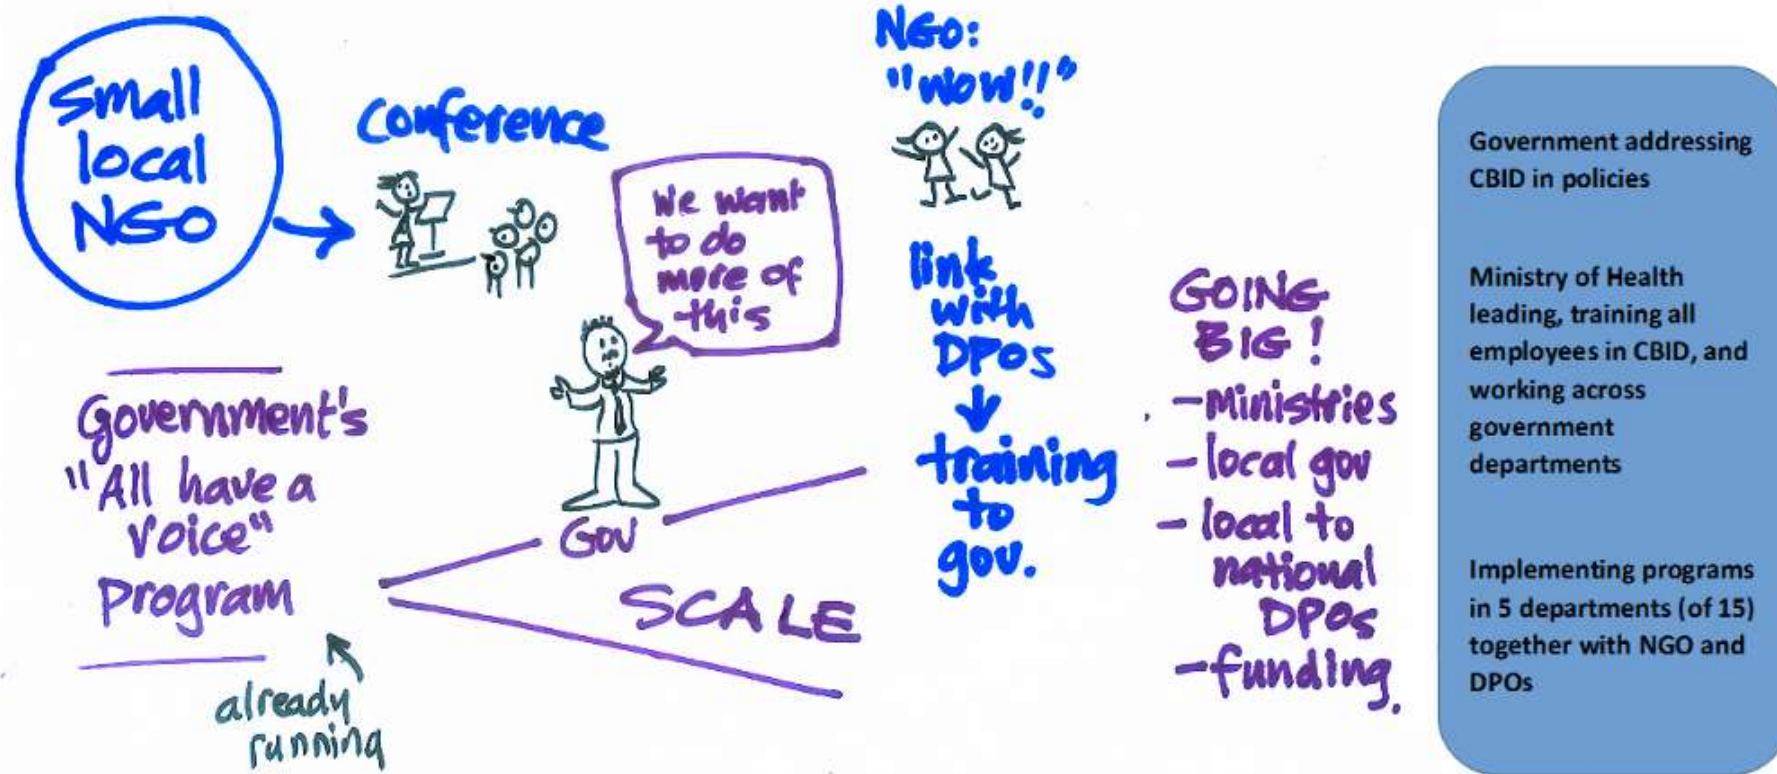 Small
local
NGO
Conference
We want
to do
more of
this
NGO:
"Wow!!"
link
with
DPOs
training
to
gov.
Government's
"All have a
Voice"
Program
already
running
Gov
SCALE
GOING
BIG!
- Ministries
- local gov
- local to
national
DPOs
- funding.
Government addressing
CBID in policies
Ministry of Health
leading, training all
employees in CBID, and
working across
government
departments
Implementing programs
in 5 departments (of 15)
together with NGO and
DPOs